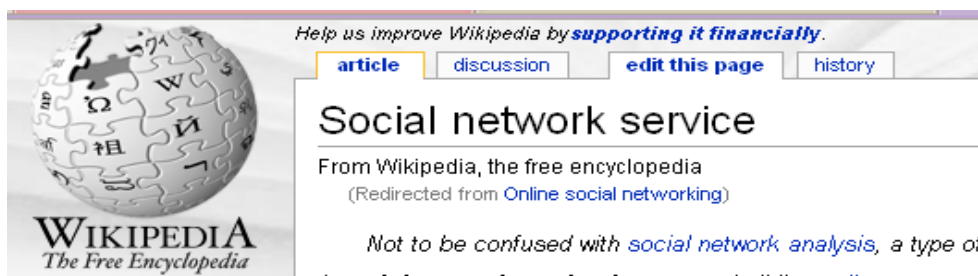 Help us improve Wikipedia by supporting it financially.
article discussion edit this page history
Social network service
From Wikipedia, the free encyclopedia
(Redirected from Online social networking)
Not to be confused with social network analysis, a type of
WIKIPEDIA
The Free Encyclopedia